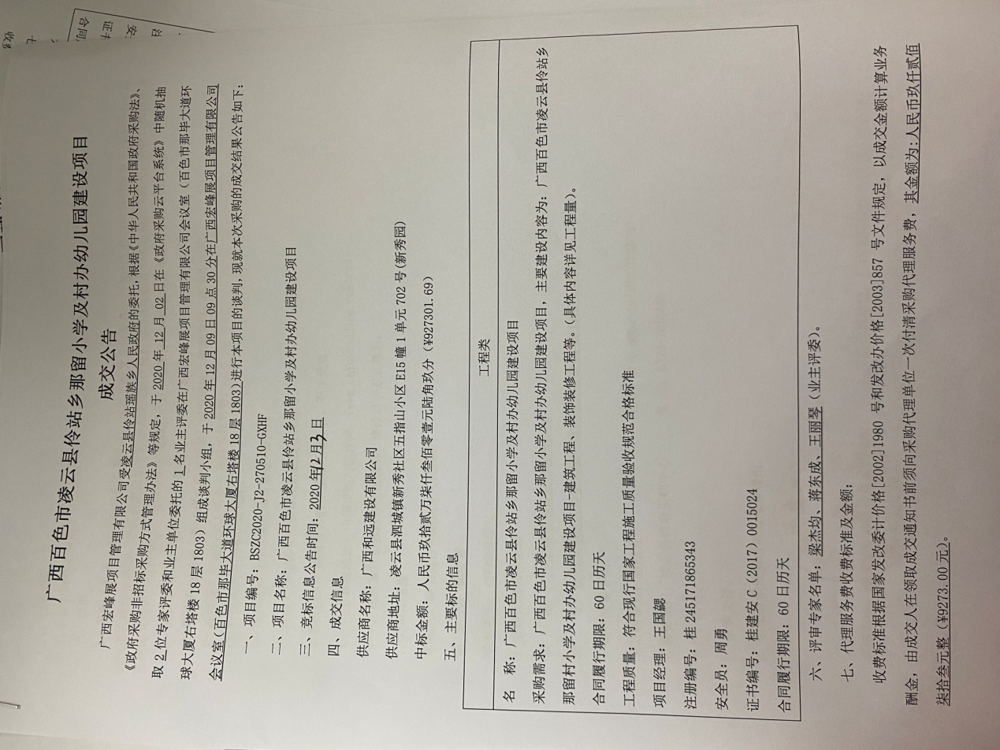 广西百色市凌云县伶站乡那留小学及村办幼儿园建设项目
成交公告
广西宏峰展项目管理有限公司受凌云县伶站瑶族乡人民政府的委托，根据《中华人民共和国政府采购法》、
《政府采购非招标采购方式管理办法》等规定，于 2020 年 12 月 02 日在《政府采购云平台系统》中随机抽
取 2 位专家评委和业主单位委托的 1 名业主评委在广西宏峰展项目管理有限公司会议室（百色市那毕大道环
球大厦右塔楼 18 层 1803）组成谈判小组，于 2020 年 12 月 09 日 09 点 30 分在广西宏峰展项目管理有限公司
会议室（百色市那毕大道环球大厦右塔楼 18 层 1803）进行本项目的谈判，现就本次采购的成交结果公告如下：
一、项目编号：BSZC2020-J2-270510-GXHF
二、项目名称：广西百色市凌云县伶站乡那留小学及村办幼儿园建设项目
三、竞标信息公告时间：2020 年12月3日
四、成交信息
供应商名称：广西和远建设有限公司
供应商地址：凌云县泗城镇新秀社区五指山小区 E15 幢 1 单元 702 号(新秀园)
中标金额：人民币玖拾贰万柒仟叁佰零壹元陆角玖分（¥927301.69）
五、主要标的信息
工程类
名 称：广西百色市凌云县伶站乡那留小学及村办幼儿园建设项目
采购需求：广西百色市凌云县伶站乡那留小学及村办幼儿园建设项目，主要建设内容为：广西百色市凌云县伶站乡
那留村小学及村办幼儿园建设项目-建筑工程、装饰装修工程等。（具体内容详见工程量）。
合同履行期限：60 日历天
工程质量：符合现行国家工程施工质量验收规范合格标准
项目经理：王国勰
注册编号：桂 245171865343
安全员：周勇
证书编号：桂建安 C（2017）0015024
合同履行期限：60 日历天
六、评审专家名单：梁杰均、蒋东成、王丽琴（业主评委）。
七、代理服务费收费标准及金额：
收费标准根据国家发改委计价格[2002]1980 号和发改办价格[2003]857 号文件规定，以成交金额计算业务
酬金，由成交人在领取成交通知书前须向采购代理单位一次付清采购代理服务费，其金额为:人民币玖仟贰佰
柒拾叁元整（¥9273.00 元）。